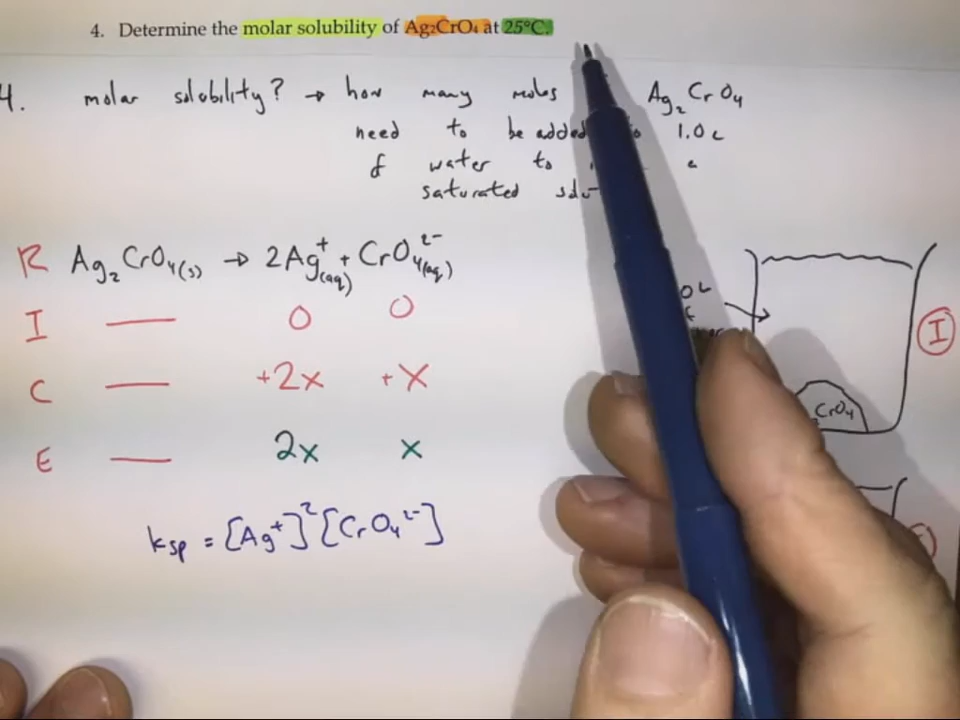 4. Determine the molar solubility of Ag₂CrO₄ at 25°C.
4. molar solubility? → how many moles Ag₂CrO₄
need to be added 1.0 L
of water to
saturated
R Ag₂CrO₄(s) → 2Ag⁺(aq) + CrO₄²⁻(aq)
I — 0 0
C — +2x +x
E — 2x x
I
CrO₄
Ksp = [Ag⁺]²[CrO₄²⁻]